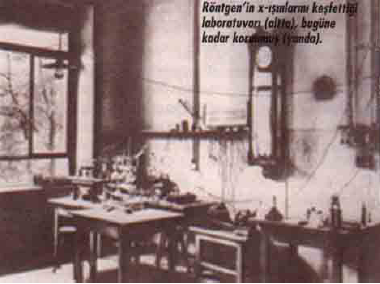 Röntgen'in x-ışınlarını keşfettiği
laboratuvarı (altta), bugüne
kadar korunmuş (yanda).